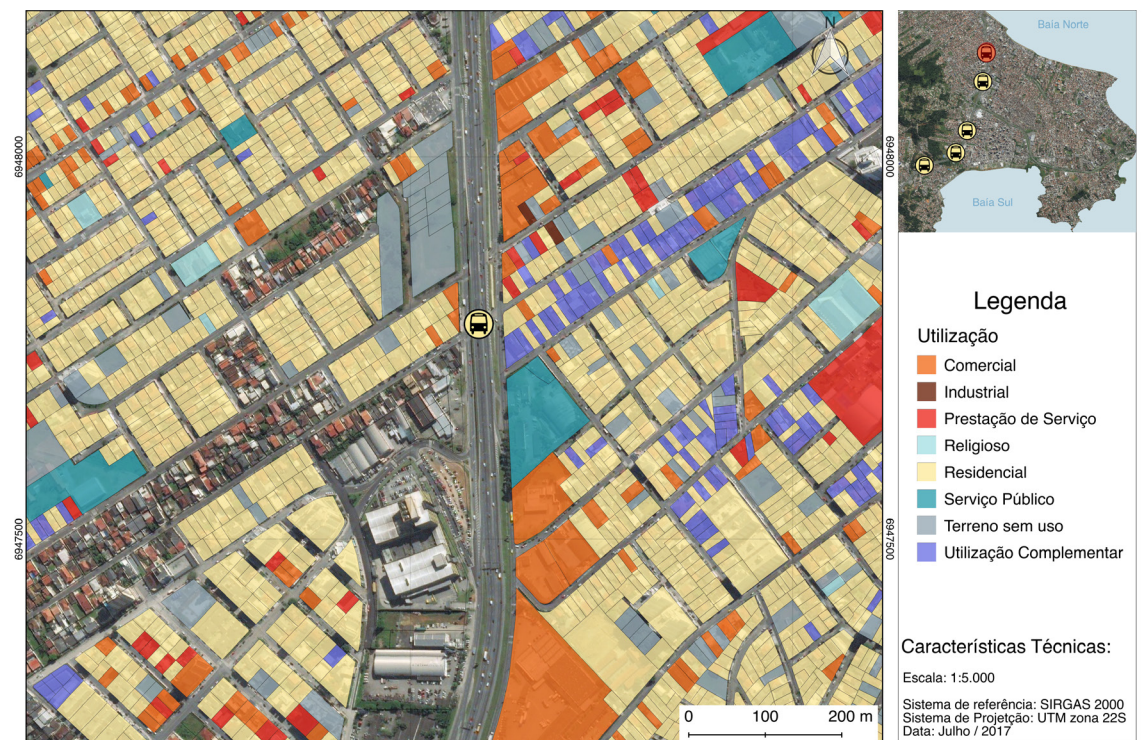 N
6948000
6948000
6947500
6947500
0 100 200 m
Baía Norte
Baía Sul
Legenda
Utilização
Comercial
Industrial
Prestação de Serviço
Religioso
Residencial
Serviço Público
Terreno sem uso
Utilização Complementar
Características Técnicas:
Escala: 1:5.000
Sistema de referência: SIRGAS 2000
Sistema de Projetção: UTM zona 22S
Data: Julho / 2017